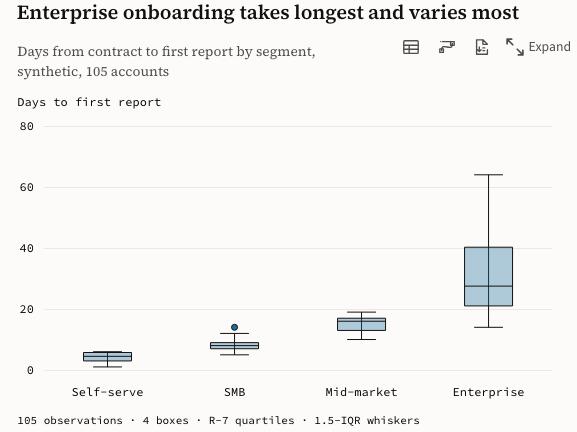 Enterprise onboarding takes longest and varies most
Days from contract to first report by segment,
synthetic, 105 accounts
Expand
Days to first report
80
60
40
20
0
Self-serve
SMB
Mid-market
Enterprise
105 observations · 4 boxes · R-7 quartiles · 1.5-IQR whiskers